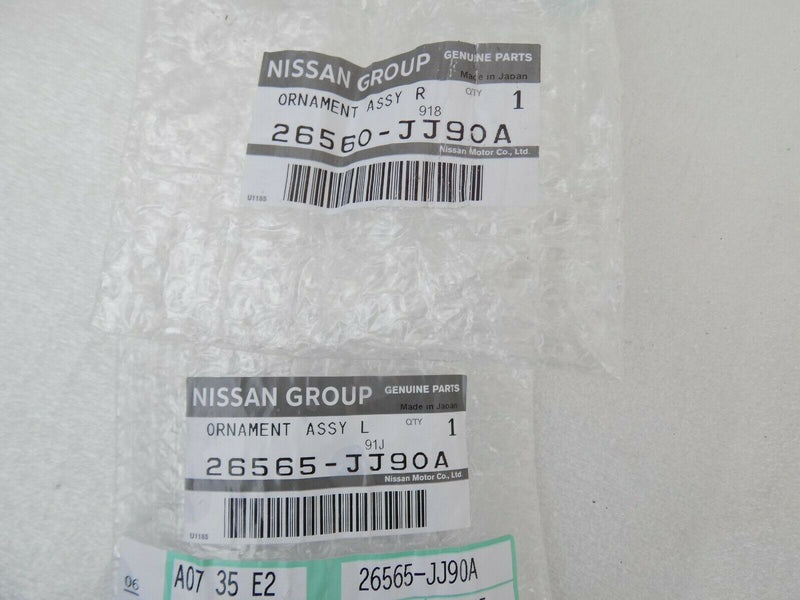 NISSAN GROUP GENUINE PARTS
Made in Japan
ORNAMENT ASSY R QTY 1
918
26560-JJ90A
Nissan Motor Co., Ltd.
U1185
NISSAN GROUP GENUINE PARTS
Made in Japan
ORNAMENT ASSY L QTY 1
91J
26565-JJ90A
Nissan Motor Co., Ltd.
U1185
06 A07 35 E2 26565-JJ90A